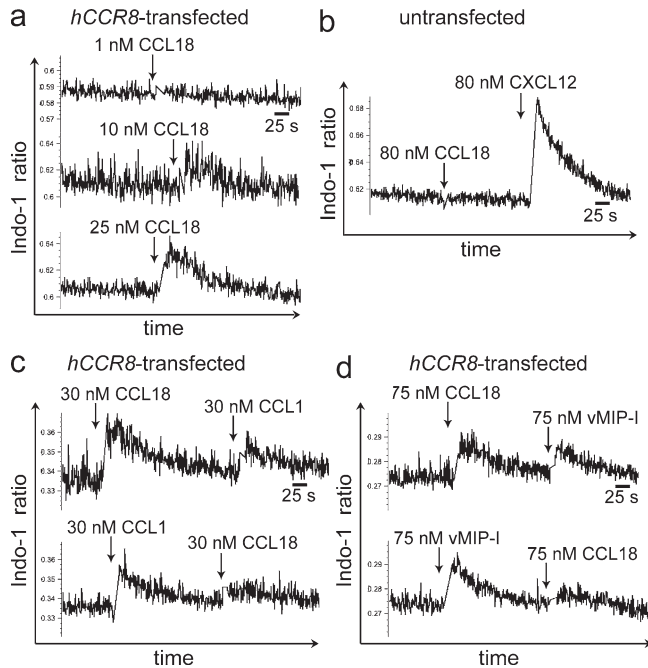 a
hCCR8-transfected
1 nM CCL18
0.6
0.59
0.58
25 s
10 nM CCL18
0.64
0.62
0.6
25 nM CCL18
0.64
0.62
0.6
Indo-1 ratio
time
b
untransfected
80 nM CXCL12
80 nM CCL18
0.68
0.62
25 s
Indo-1 ratio
time
c
hCCR8-transfected
30 nM CCL18
30 nM CCL1
0.36
0.35
0.34
0.33
25 s
30 nM CCL1
30 nM CCL18
0.36
0.35
0.34
0.33
Indo-1 ratio
time
d
hCCR8-transfected
75 nM CCL18
75 nM vMIP-I
0.29
0.28
0.27
25 s
75 nM vMIP-I
75 nM CCL18
0.29
0.28
0.27
Indo-1 ratio
time